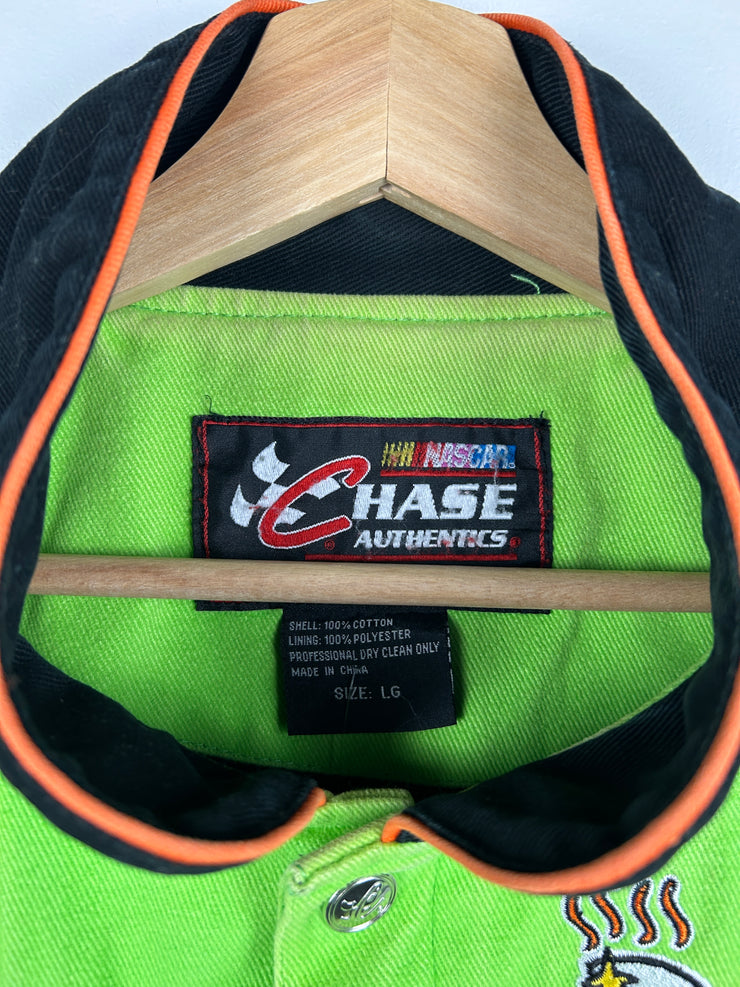 NASCAR
CHASE
AUTHENTICS
SHELL: 100% COTTON
LINING: 100% POLYESTER
PROFESSIONAL DRY CLEAN ONLY
MADE IN CHINA
SIZE: LG